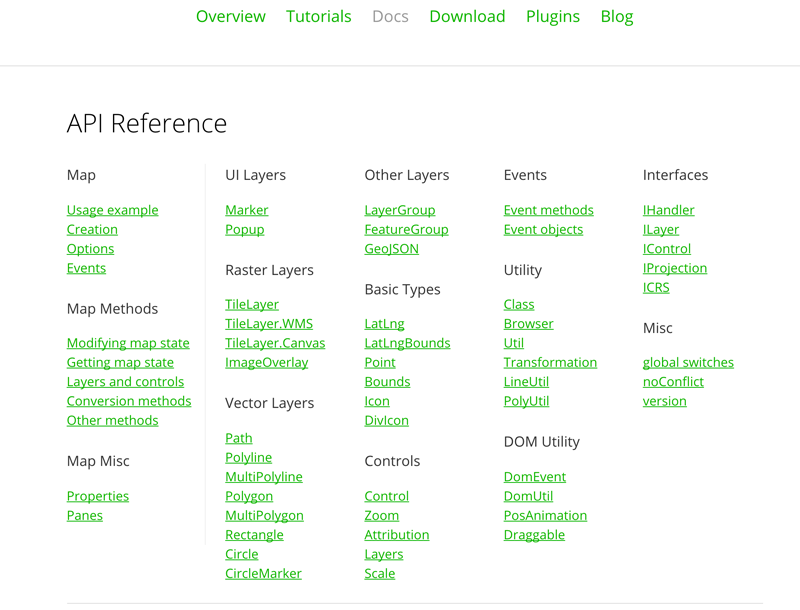 Overview Tutorials Docs Download Plugins Blog
API Reference
Map
Usage example
Creation
Options
Events
Map Methods
Modifying map state
Getting map state
Layers and controls
Conversion methods
Other methods
Map Misc
Properties
Panes
UI Layers
Marker
Popup
Raster Layers
TileLayer
TileLayer.WMS
TileLayer.Canvas
ImageOverlay
Vector Layers
Path
Polyline
MultiPolyline
Polygon
MultiPolygon
Rectangle
Circle
CircleMarker
Other Layers
LayerGroup
FeatureGroup
GeoJSON
Basic Types
LatLng
LatLngBounds
Point
Bounds
Icon
DivIcon
Controls
Control
Zoom
Attribution
Layers
Scale
Events
Event methods
Event objects
Utility
Class
Browser
Util
Transformation
LineUtil
PolyUtil
DOM Utility
DomEvent
DomUtil
PosAnimation
Draggable
Interfaces
IHandler
ILayer
IControl
IProjection
ICRS
Misc
global switches
noConflict
version